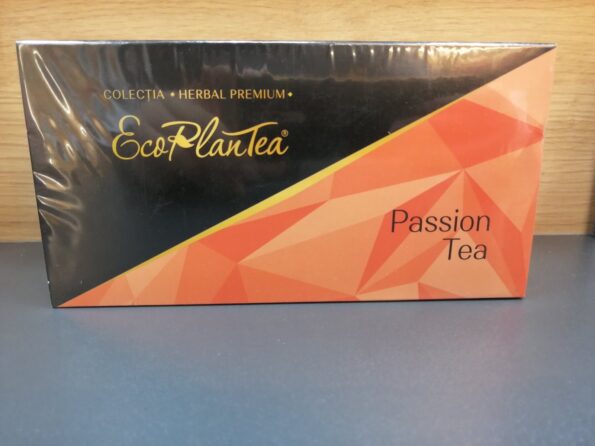 COLECȚIA • HERBAL PREMIUM •
EcoPlanTea®
Passion
Tea